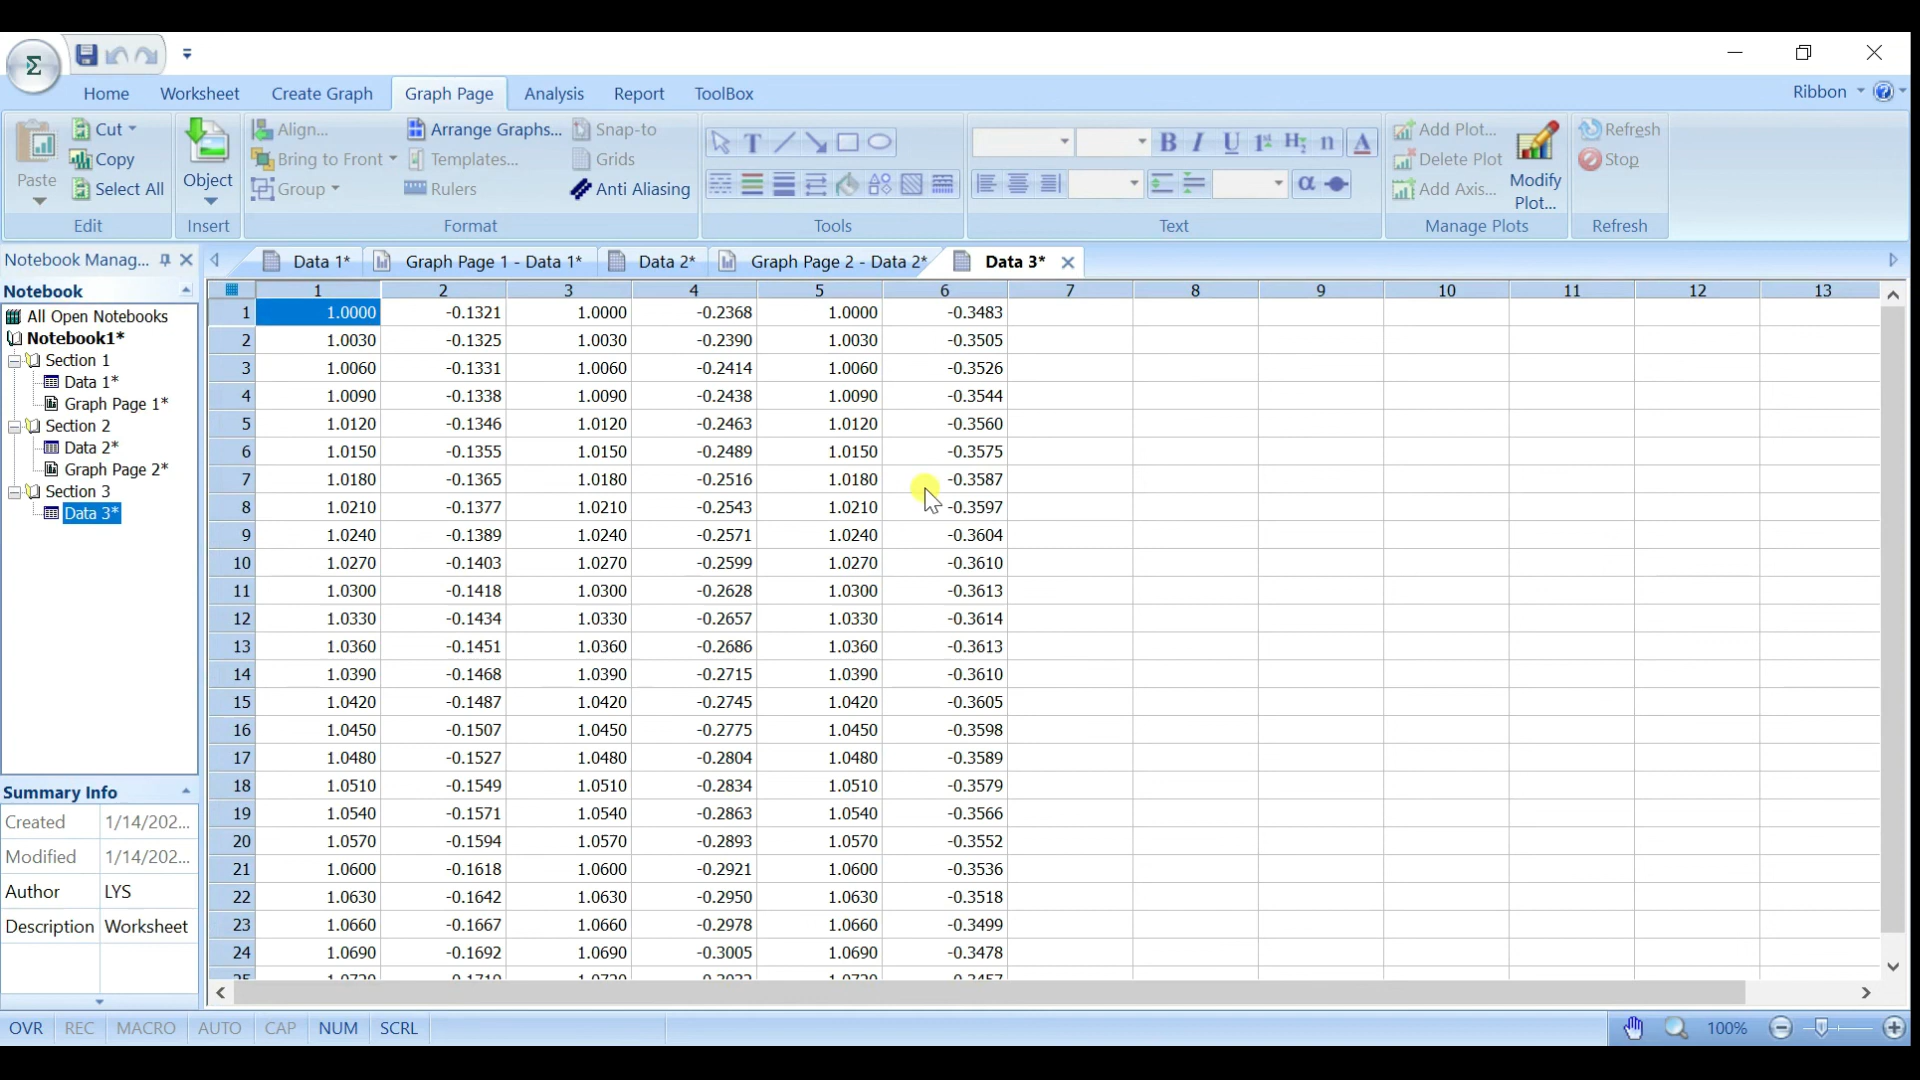 Σ
Home Worksheet Create Graph Graph Page Analysis Report ToolBox Ribbon
Paste Cut Copy Select All
Edit
Object
Insert
Align... Arrange Graphs... Snap-to
Bring to Front Templates... Grids
Group Rulers Anti Aliasing
Format
T
Tools
B I U 1st H2 n A
α
Text
Add Plot...
Delete Plot
Add Axis...
Modify Plot...
Manage Plots
Refresh
Stop
Refresh
Notebook Manag...
Data 1* Graph Page 1 - Data 1* Data 2* Graph Page 2 - Data 2* Data 3*
Notebook
All Open Notebooks
Notebook1*
Section 1
Data 1*
Graph Page 1*
Section 2
Data 2*
Graph Page 2*
Section 3
Data 3*
Summary Info
Created 1/14/202...
Modified 1/14/202...
Author LYS
Description Worksheet
1 2 3 4 5 6 7 8 9 10 11 12 13
1 1.0000 -0.1321 1.0000 -0.2368 1.0000 -0.3483
2 1.0030 -0.1325 1.0030 -0.2390 1.0030 -0.3505
3 1.0060 -0.1331 1.0060 -0.2414 1.0060 -0.3526
4 1.0090 -0.1338 1.0090 -0.2438 1.0090 -0.3544
5 1.0120 -0.1346 1.0120 -0.2463 1.0120 -0.3560
6 1.0150 -0.1355 1.0150 -0.2489 1.0150 -0.3575
7 1.0180 -0.1365 1.0180 -0.2516 1.0180 -0.3587
8 1.0210 -0.1377 1.0210 -0.2543 1.0210 -0.3597
9 1.0240 -0.1389 1.0240 -0.2571 1.0240 -0.3604
10 1.0270 -0.1403 1.0270 -0.2599 1.0270 -0.3610
11 1.0300 -0.1418 1.0300 -0.2628 1.0300 -0.3613
12 1.0330 -0.1434 1.0330 -0.2657 1.0330 -0.3614
13 1.0360 -0.1451 1.0360 -0.2686 1.0360 -0.3613
14 1.0390 -0.1468 1.0390 -0.2715 1.0390 -0.3610
15 1.0420 -0.1487 1.0420 -0.2745 1.0420 -0.3605
16 1.0450 -0.1507 1.0450 -0.2775 1.0450 -0.3598
17 1.0480 -0.1527 1.0480 -0.2804 1.0480 -0.3589
18 1.0510 -0.1549 1.0510 -0.2834 1.0510 -0.3579
19 1.0540 -0.1571 1.0540 -0.2863 1.0540 -0.3566
20 1.0570 -0.1594 1.0570 -0.2893 1.0570 -0.3552
21 1.0600 -0.1618 1.0600 -0.2921 1.0600 -0.3536
22 1.0630 -0.1642 1.0630 -0.2950 1.0630 -0.3518
23 1.0660 -0.1667 1.0660 -0.2978 1.0660 -0.3499
24 1.0690 -0.1692 1.0690 -0.3005 1.0690 -0.3478
OVR REC MACRO AUTO CAP NUM SCRL 100%